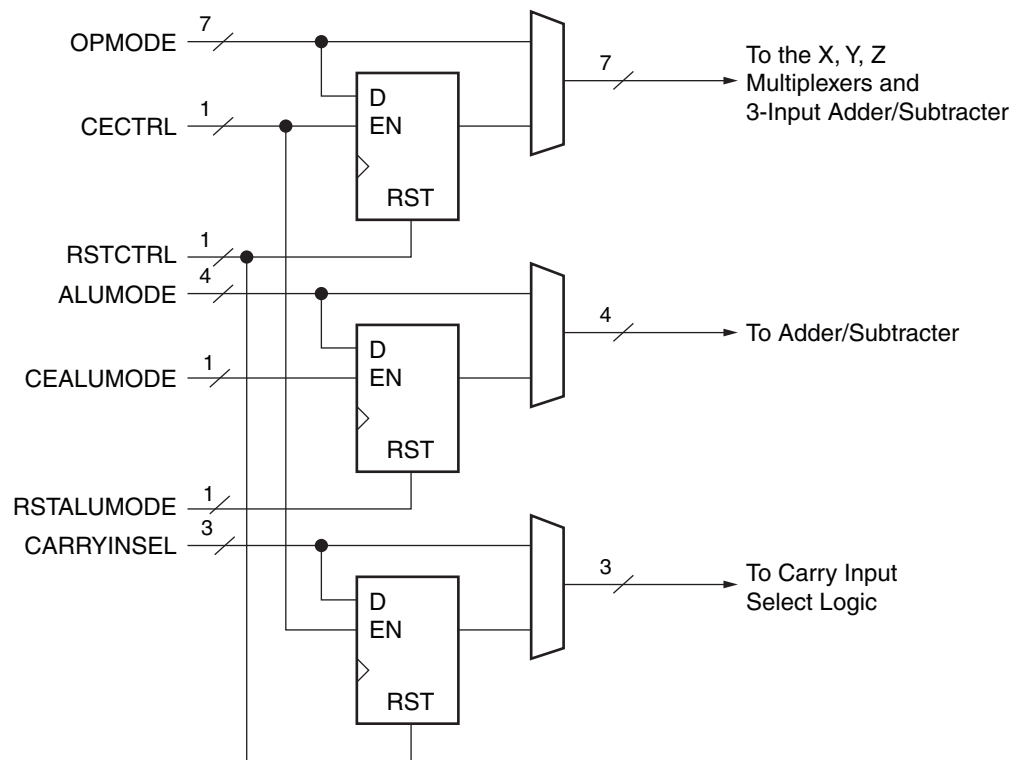 OPMODE
7
CECTRL
1
D
EN
RST
7
To the X, Y, Z
Multiplexers and
3-Input Adder/Subtracter
RSTCTRL
1
ALUMODE
4
CEALUMODE
1
D
EN
RST
4
To Adder/Subtracter
RSTALUMODE
1
CARRYINSEL
3
D
EN
RST
3
To Carry Input
Select Logic